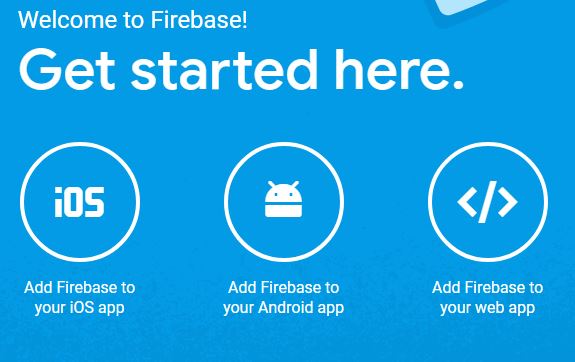 Welcome to Firebase!
Get started here.
iOS
</>
Add Firebase to
your iOS app
Add Firebase to
your Android app
Add Firebase to
your web app